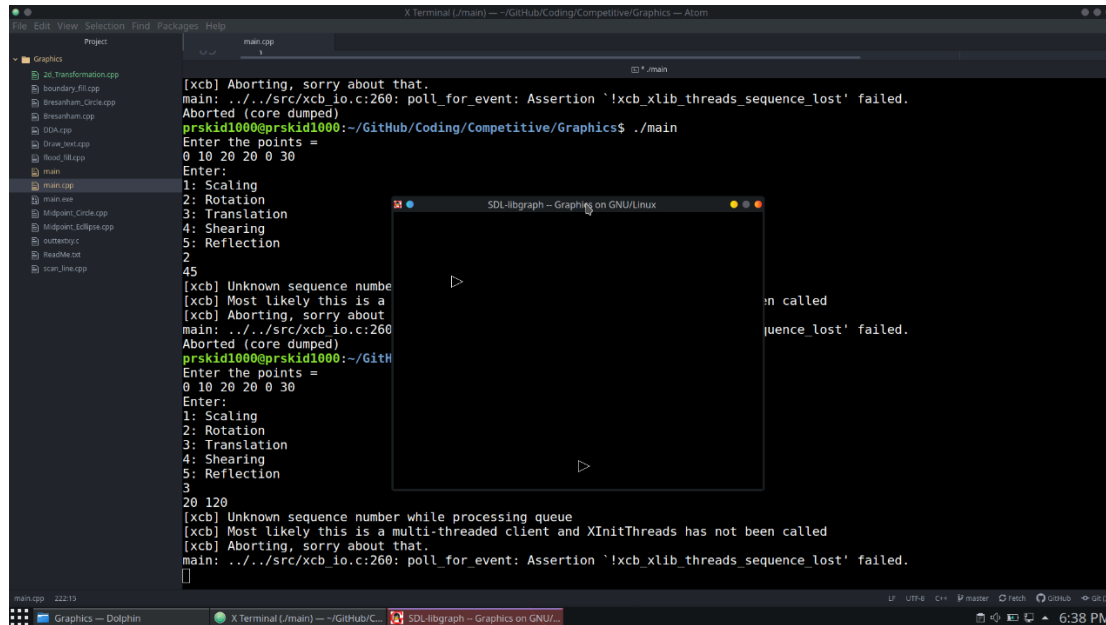 X Terminal (./main) — ~/GitHub/Coding/Competitive/Graphics — Atom
File Edit View Selection Find Packages Help
Project
main.cpp
Graphics
2d_Transformation.cpp
boundary_fill.cpp
Bresanham_Circle.cpp
Bresanham.cpp
DDA.cpp
Draw_text.cpp
flood_fill.cpp
main
main.cpp
main.exe
Midpoint_Circle.cpp
Midpoint_Edllipse.cpp
outtextxy.c
ReadMe.txt
scan_line.cpp
* ./main
[xcb] Aborting, sorry about that.
main: ../../src/xcb_io.c:260: poll_for_event: Assertion `!xcb_xlib_threads_sequence_lost' failed.
Aborted (core dumped)
prskid1000@prskid1000:~/GitHub/Coding/Competitive/Graphics$ ./main
Enter the points =
0 10 20 20 0 30
Enter:
1: Scaling
2: Rotation
3: Translation
4: Shearing
5: Reflection
2
45
[xcb] Unknown sequence numbe
[xcb] Most likely this is a en called
[xcb] Aborting, sorry about
main: ../../src/xcb_io.c:260 quence_lost' failed.
Aborted (core dumped)
prskid1000@prskid1000:~/GitH
Enter the points =
0 10 20 20 0 30
Enter:
1: Scaling
2: Rotation
3: Translation
4: Shearing
5: Reflection
3
20 120
[xcb] Unknown sequence number while processing queue
[xcb] Most likely this is a multi-threaded client and XInitThreads has not been called
[xcb] Aborting, sorry about that.
main: ../../src/xcb_io.c:260: poll_for_event: Assertion `!xcb_xlib_threads_sequence_lost' failed.
SDL-libgraph -- Graphics on GNU/Linux
main.cpp 222:15
LF UTF-8 C++ master Fetch GitHub Git (
Graphics — Dolphin
X Terminal (./main) — ~/GitHub/C...
SDL-libgraph -- Graphics on GNU/...
6:38 PM